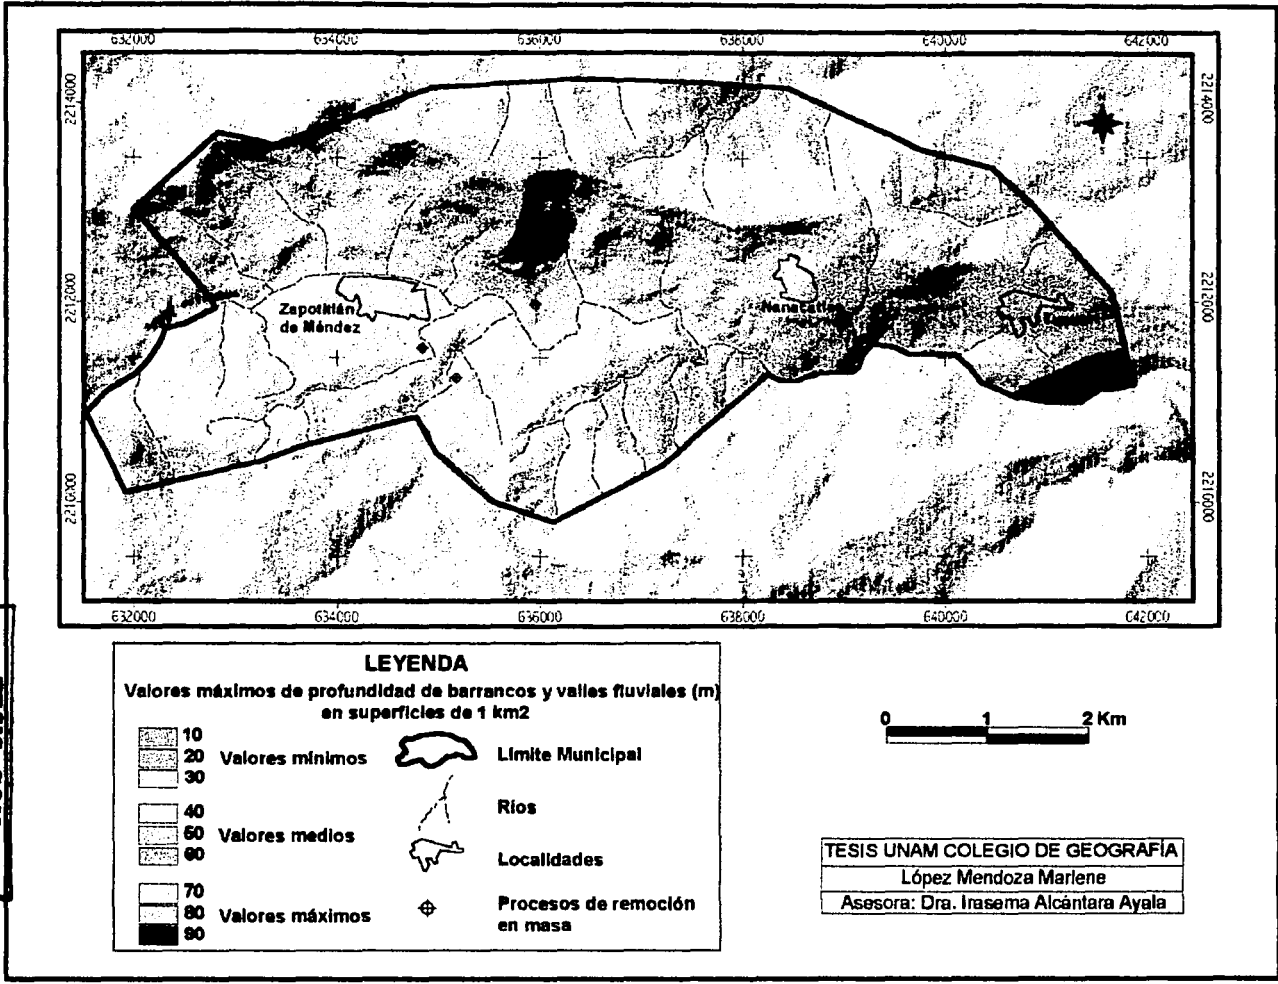 632000 634000 636000 638000 640000 642000
2214000 2214000
2212000 2212000
Zapotitlán
de Méndez
2210000 2210000
632000 634000 636000 638000 640000 642000
LEYENDA
Valores máximos de profundidad de barrancos y valles fluviales (m)
en superficies de 1 km2
10
20 Valores mínimos
30
Límite Municipal
40
50 Valores medios
60
Ríos
Localidades
70
80 Valores máximos
90
Procesos de remoción
en masa
0 1 2 Km
TESIS UNAM COLEGIO DE GEOGRAFÍA
López Mendoza Marlene
Asesora: Dra. Irasema Alcántara Ayala